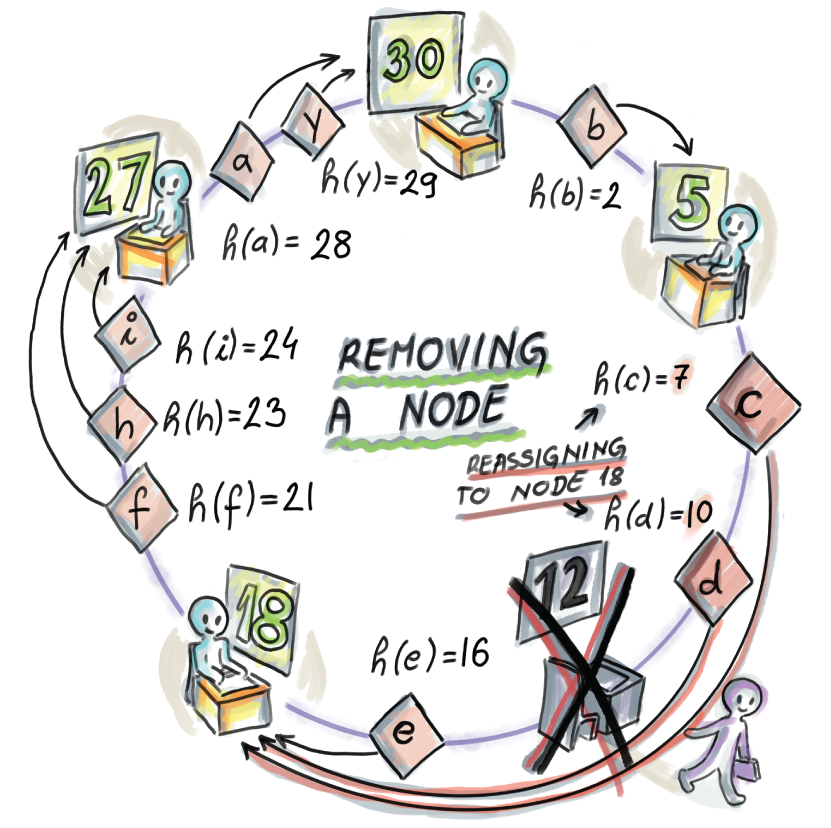 30
a
y
b
27
h(y)=29
h(b)=2
5
h(a)=28
i
h(i)=24
REMOVING
A NODE
h(c)=7
c
h
h(h)=23
REASSIGNING
TO NODE 18
f
h(f)=21
h(d)=10
12
d
18
h(e)=16
e